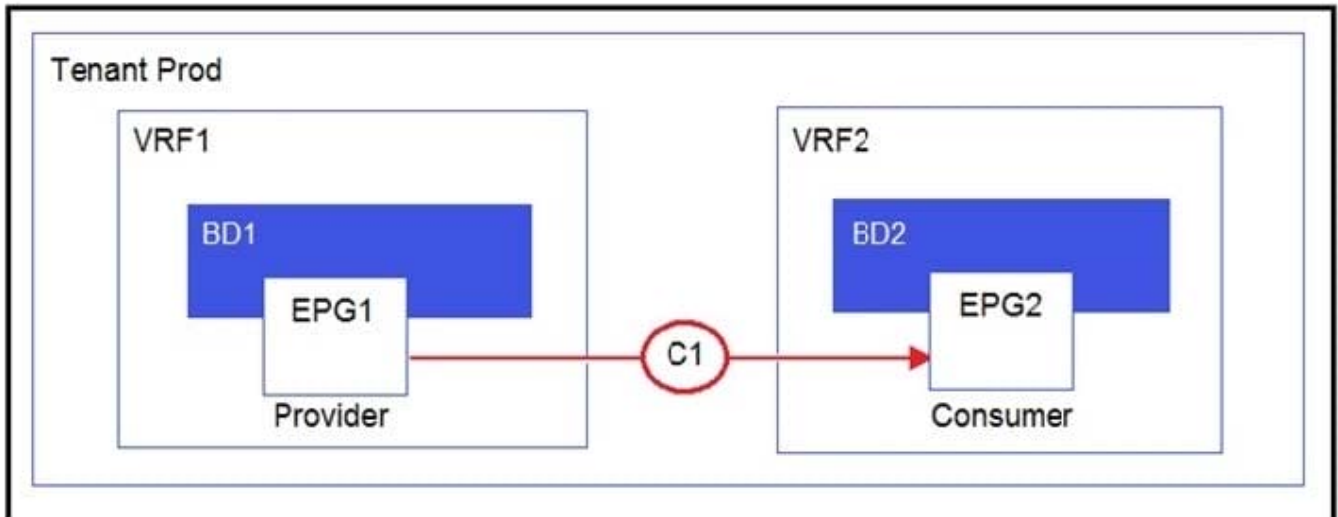 Tenant Prod
VRF1
VRF2
BD1
BD2
EPG1
EPG2
C1
Provider
Consumer